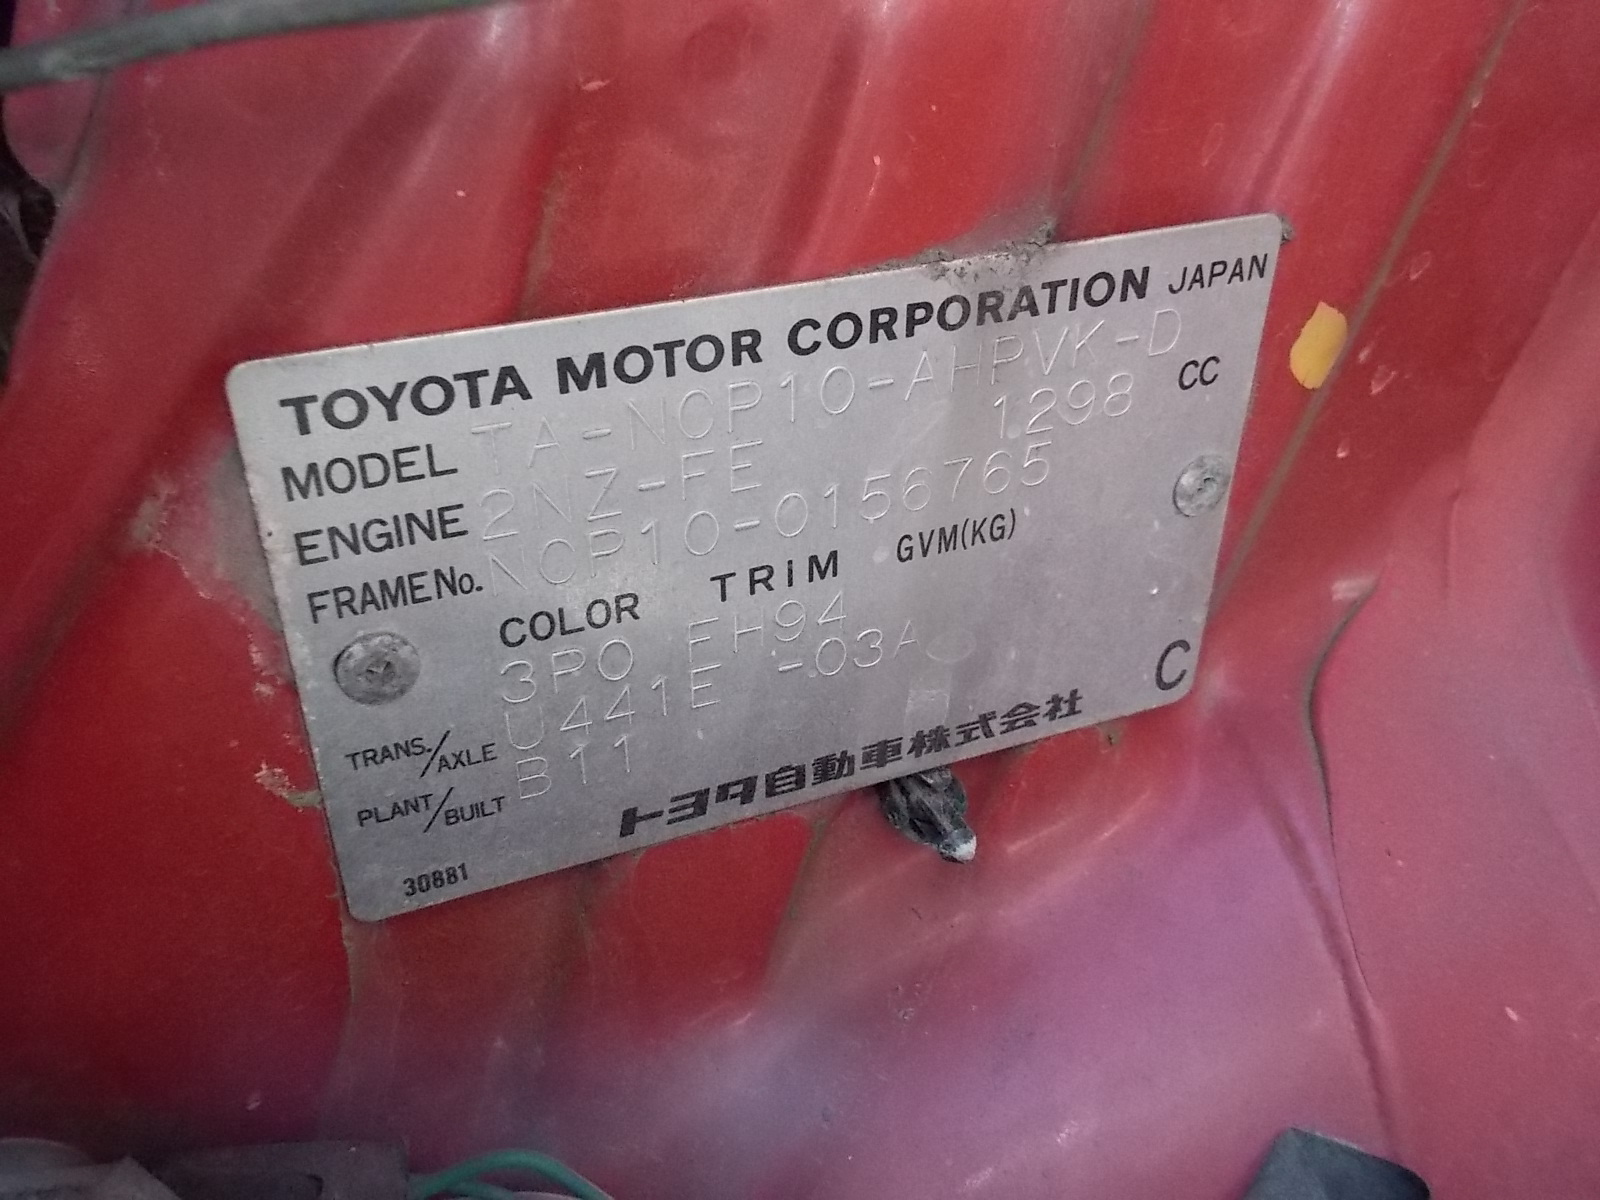 TOYOTA MOTOR CORPORATION JAPAN
MODEL TA-NCP10-AHPVK-D
ENGINE 2NZ-FE 1298 CC
FRAME No. NCP10-0156765
COLOR TRIM GVM(KG)
3P0 FH94
TRANS./AXLE U441E -03A
PLANT/BUILT B11
C
トヨタ自動車株式会社
30881